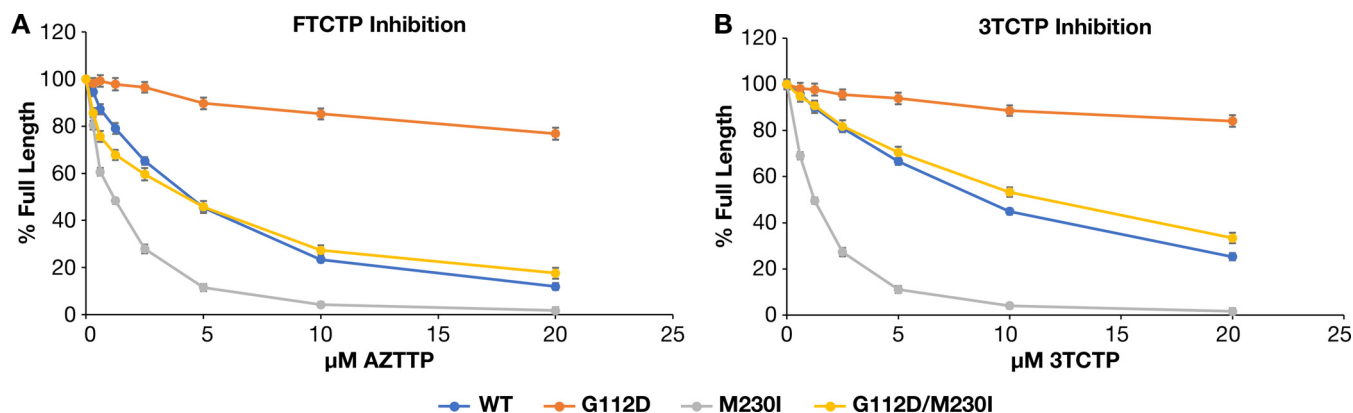 A
FTCTP Inhibition
% Full Length
120
100
80
60
40
20
0
0 5 10 15 20 25
µM AZTTP
B
3TCTP Inhibition
% Full Length
120
100
80
60
40
20
0
0 5 10 15 20 25
µM 3TCTP
WT G112D M230I G112D/M230I